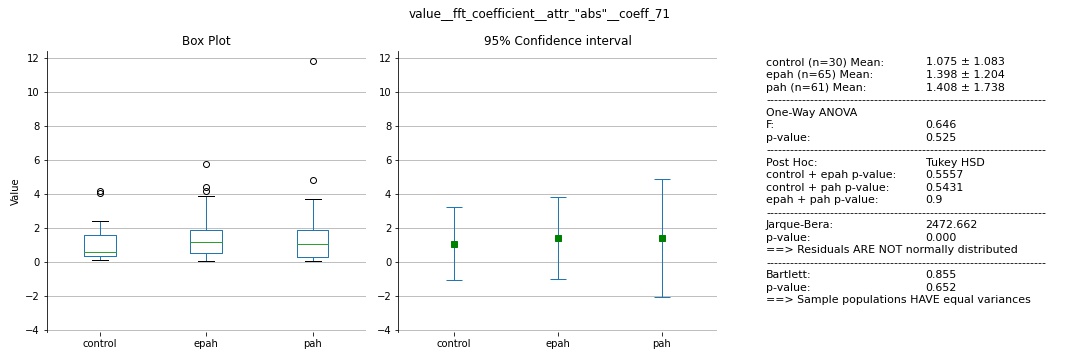 value__fft_coefficient__attr_"abs"__coeff_71
Box Plot
12
10
8
6
4
2
0
−2
−4
Value
control
epah
pah
95% Confidence interval
12
10
8
6
4
2
0
−2
−4
control
epah
pah
control (n=30) Mean: 1.075 ± 1.083
epah (n=65) Mean: 1.398 ± 1.204
pah (n=61) Mean: 1.408 ± 1.738
One-Way ANOVA
F: 0.646
p-value: 0.525
Post Hoc: Tukey HSD
control + epah p-value: 0.5557
control + pah p-value: 0.5431
epah + pah p-value: 0.9
Jarque-Bera: 2472.662
p-value: 0.000
==> Residuals ARE NOT normally distributed
Bartlett: 0.855
p-value: 0.652
==> Sample populations HAVE equal variances